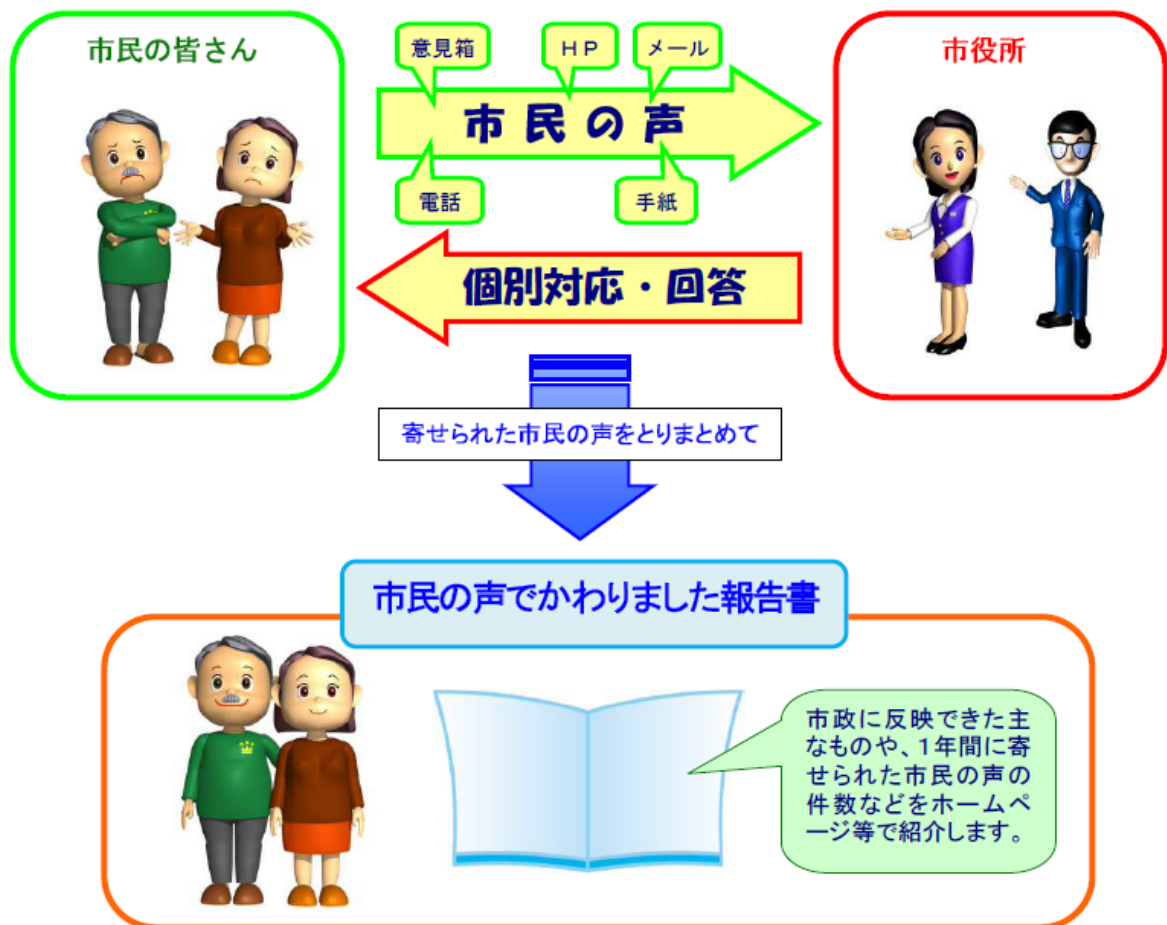 市民の皆さん
意見箱
ＨＰ
メール
市役所
市民の声
電話
手紙
個別対応・回答
寄せられた市民の声をとりまとめて
市民の声でかわりました報告書
市政に反映できた主
なものや、１年間に寄
せられた市民の声の
件数などをホームペ
ージ等で紹介します。